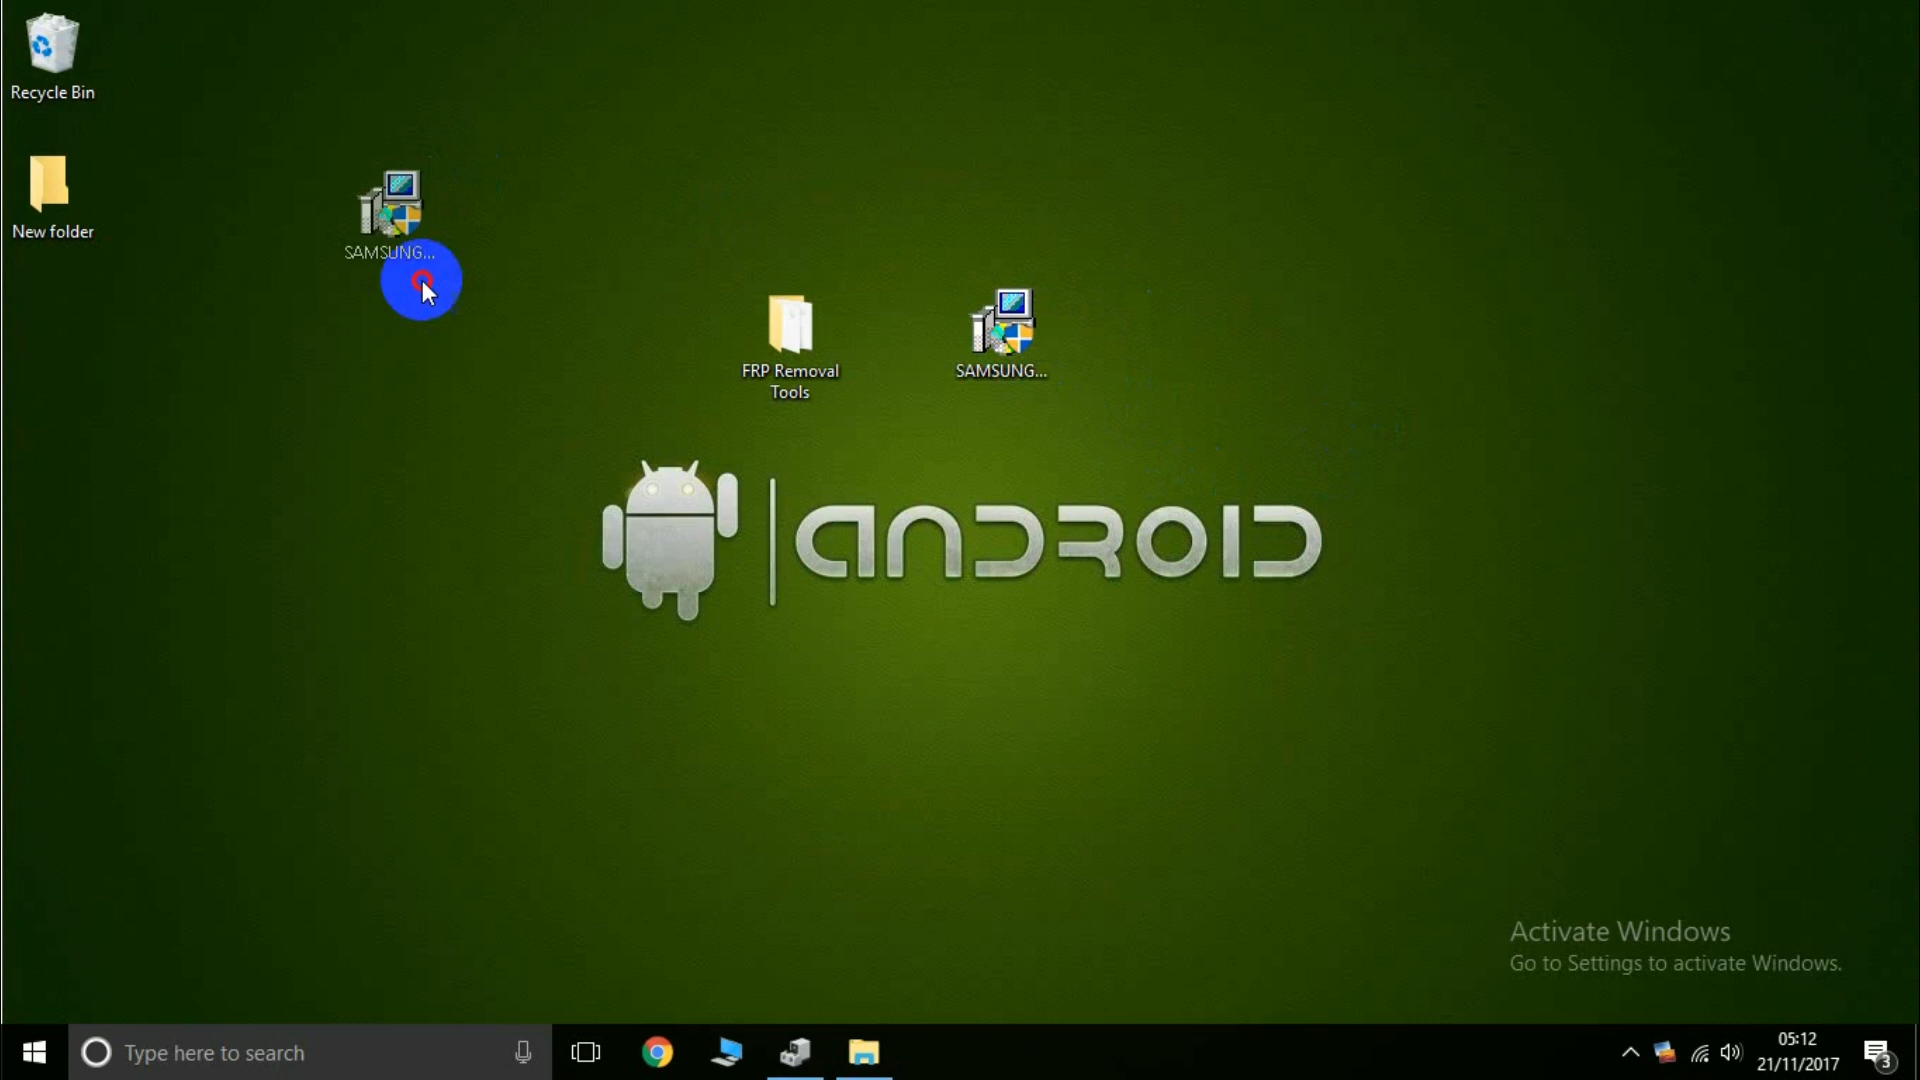 Recycle Bin
New folder
SAMSUNG...
FRP Removal
Tools
SAMSUNG...
ANDROID
Activate Windows
Go to Settings to activate Windows.
Type here to search
05:12
21/11/2017
3